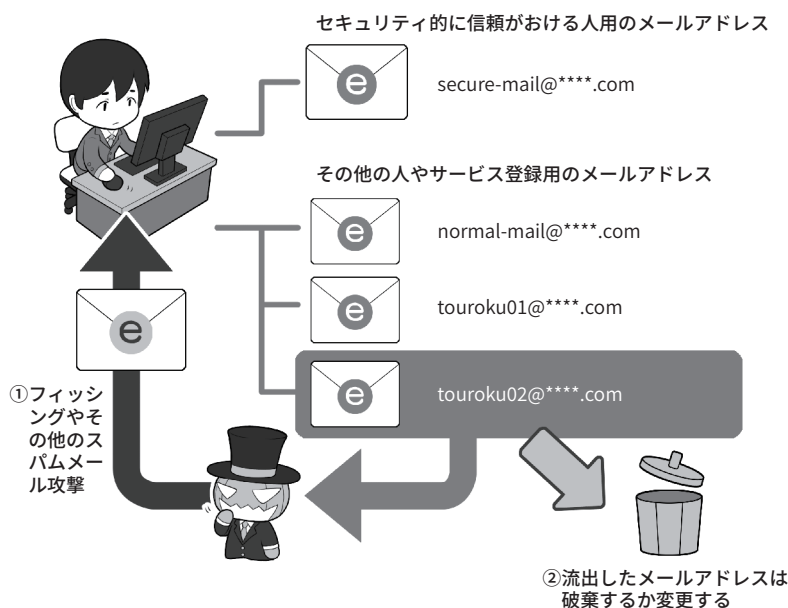 セキュリティ的に信頼がおける人用のメールアドレス
e
secure-mail@****.com
その他の人やサービス登録用のメールアドレス
e
normal-mail@****.com
e
touroku01@****.com
e
touroku02@****.com
e
①フィッシ
ングやそ
の他のス
パムメー
ル攻撃
②流出したメールアドレスは
破棄するか変更する